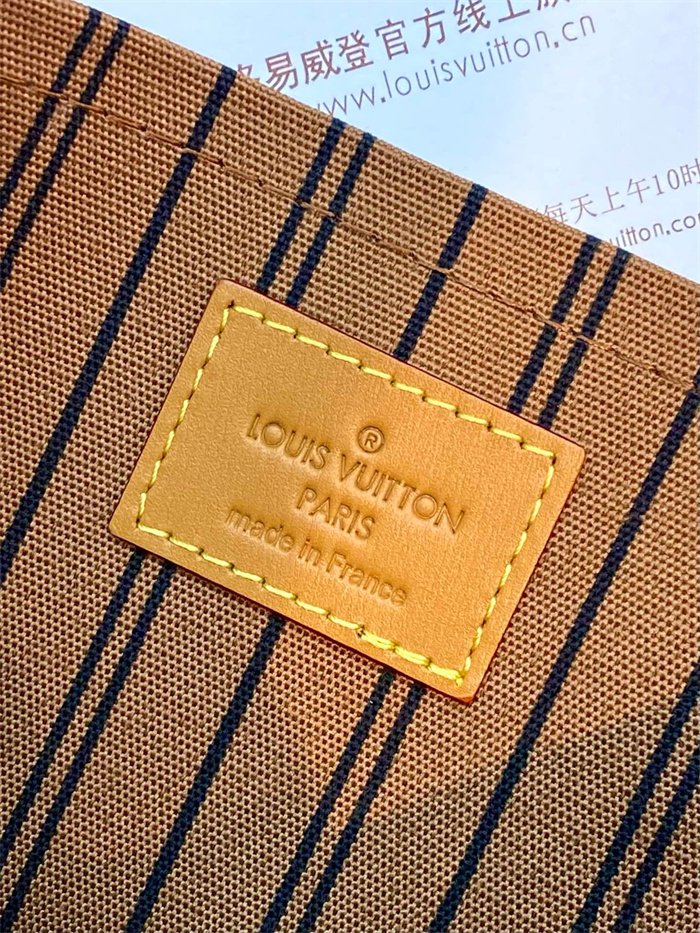 易威登官方线上
www.louisvuitton.cn
每天上午10时
uitton.com
®
LOUIS VUITTON
PARIS
made in France